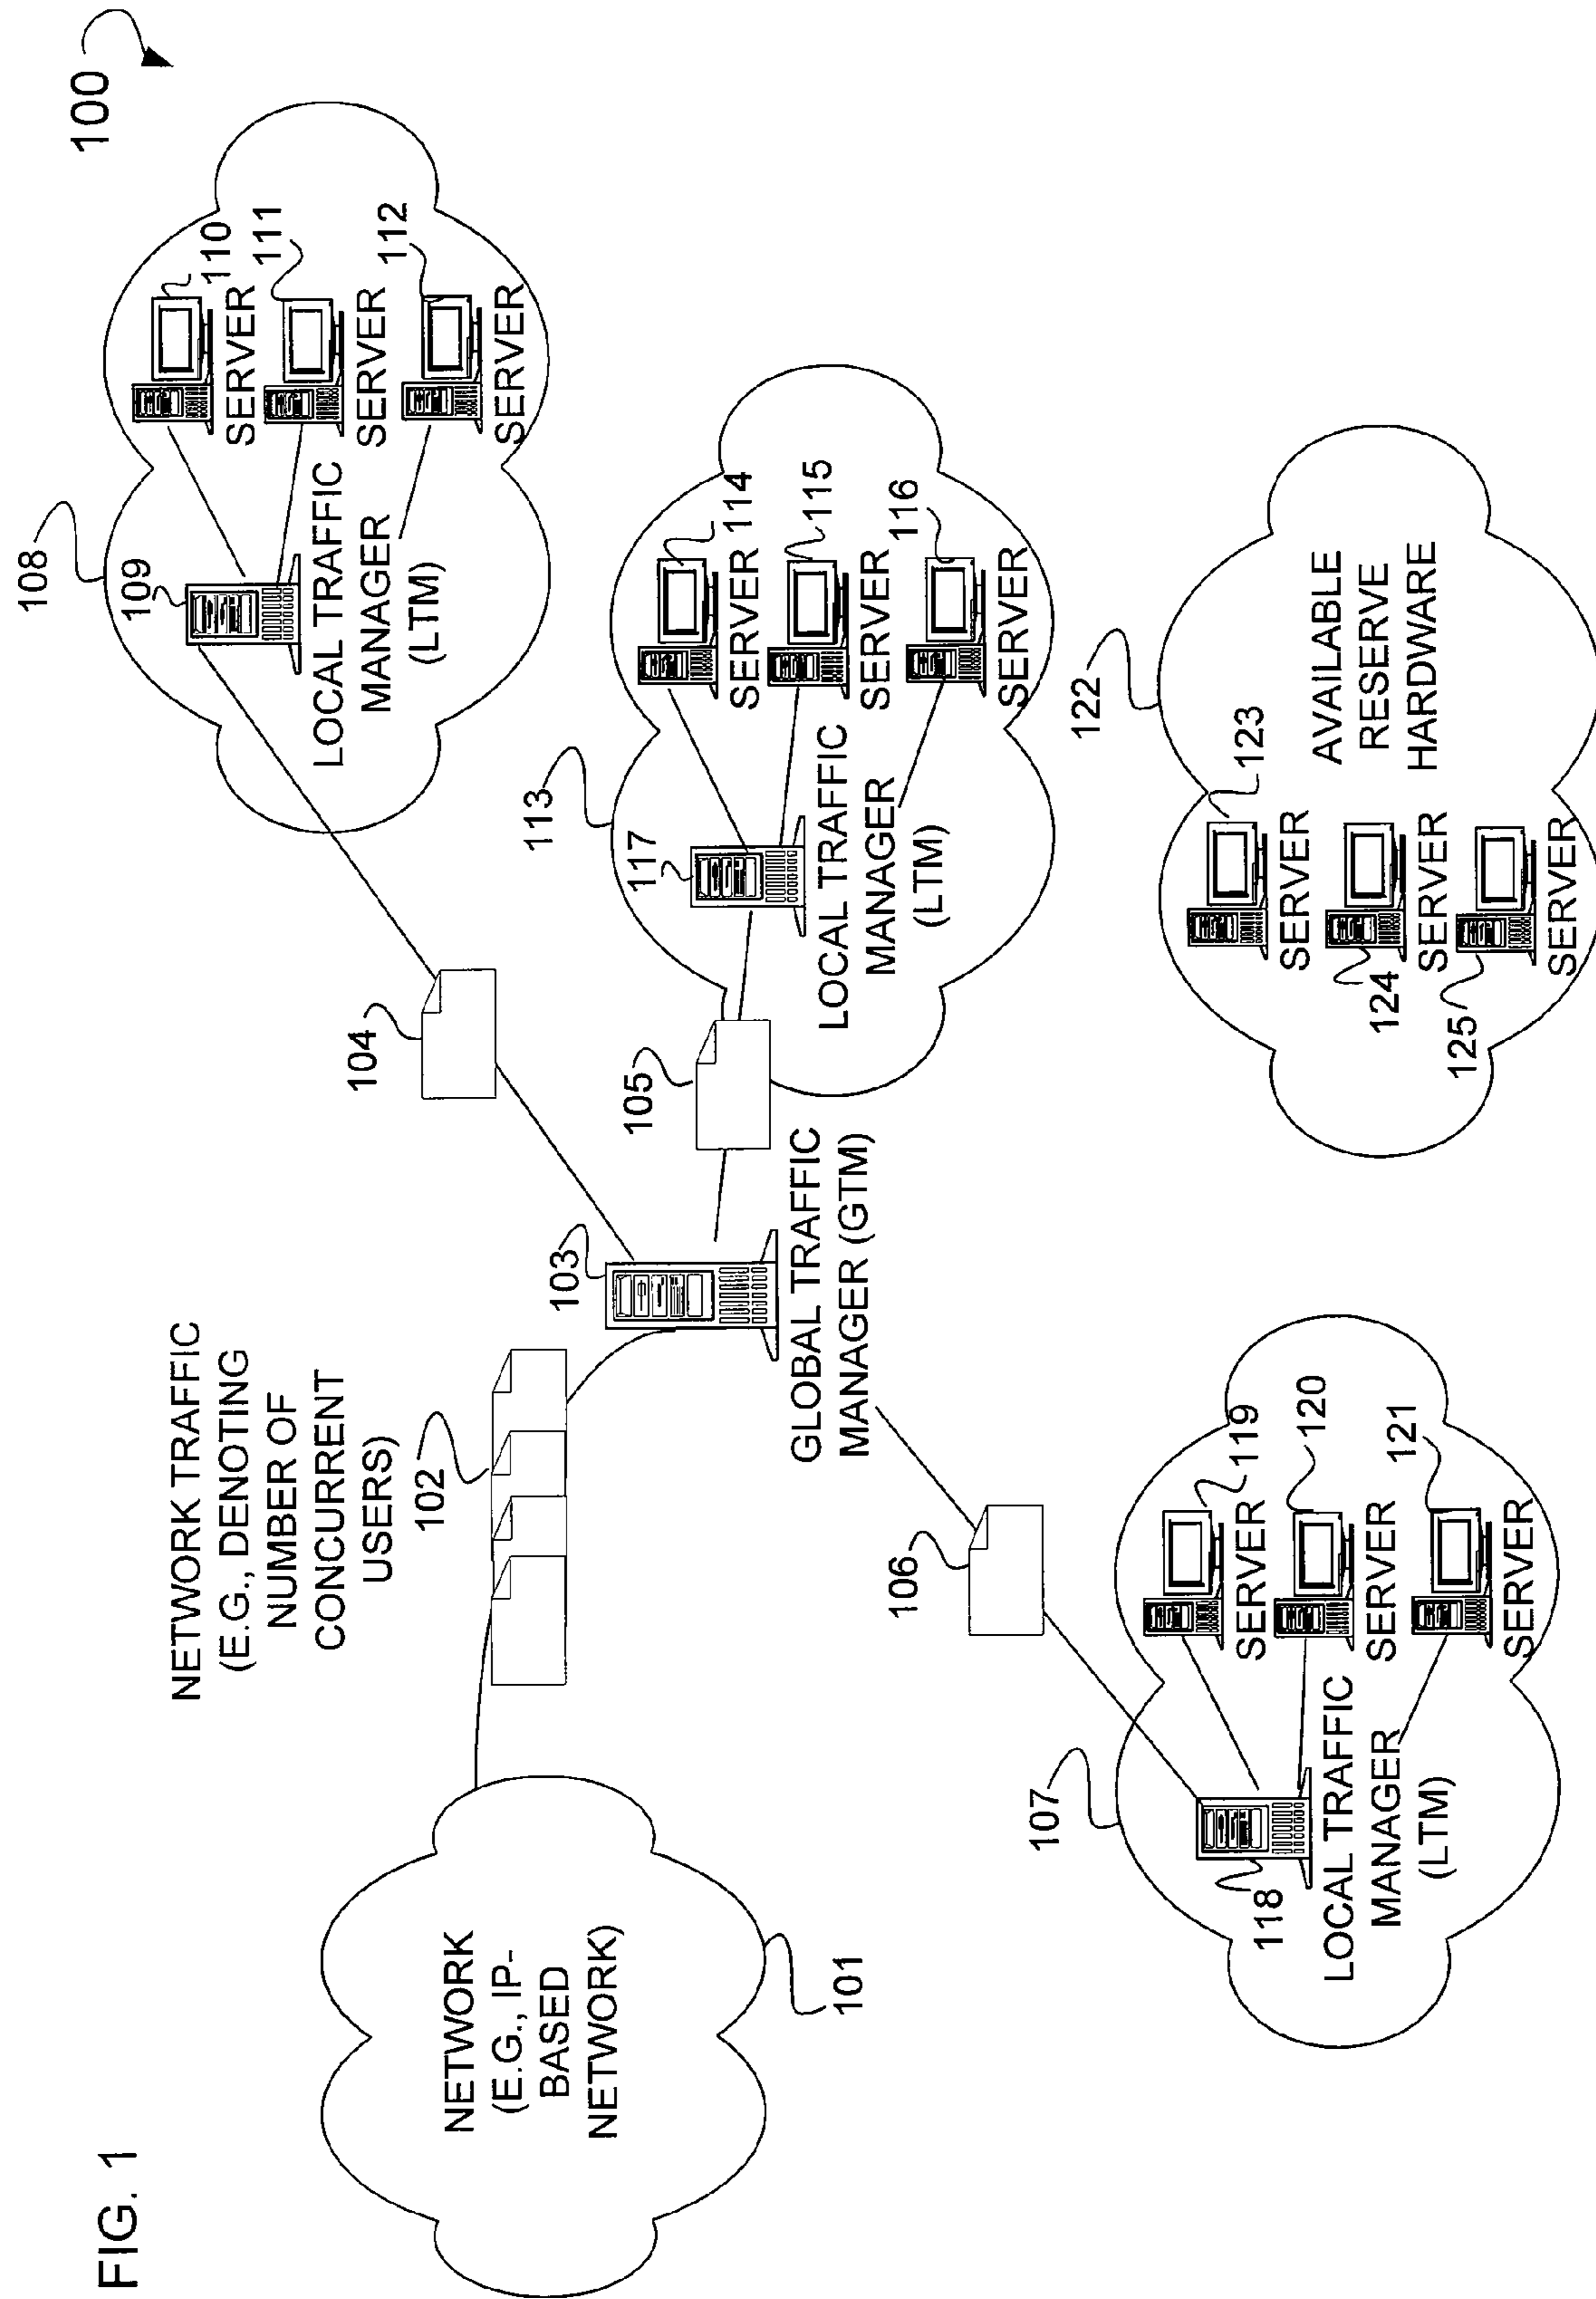 FIG. 1
100
NETWORK
(E.G., IP-
BASED
NETWORK)
101
NETWORK TRAFFIC
(E.G., DENOTING
NUMBER OF
CONCURRENT
USERS)
102
103
GLOBAL TRAFFIC
MANAGER (GTM)
104
105
106
108
109
LOCAL TRAFFIC
MANAGER
(LTM)
110
SERVER
111
SERVER
112
SERVER
113
117
LOCAL TRAFFIC
MANAGER
(LTM)
114
SERVER
115
SERVER
116
SERVER
107
118
LOCAL TRAFFIC
MANAGER
(LTM)
119
SERVER
120
SERVER
121
SERVER
122
123
SERVER
124
SERVER
125
SERVER
AVAILABLE
RESERVE
HARDWARE